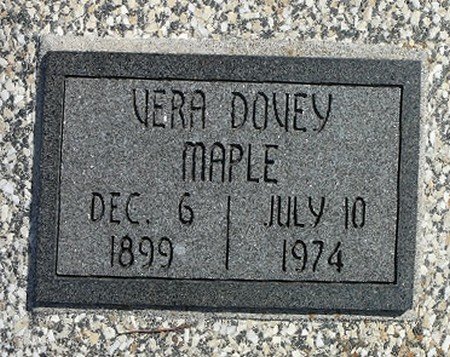 VERA DOVEY
MAPLE
DEC. 6 | JULY 10
1899 | 1974